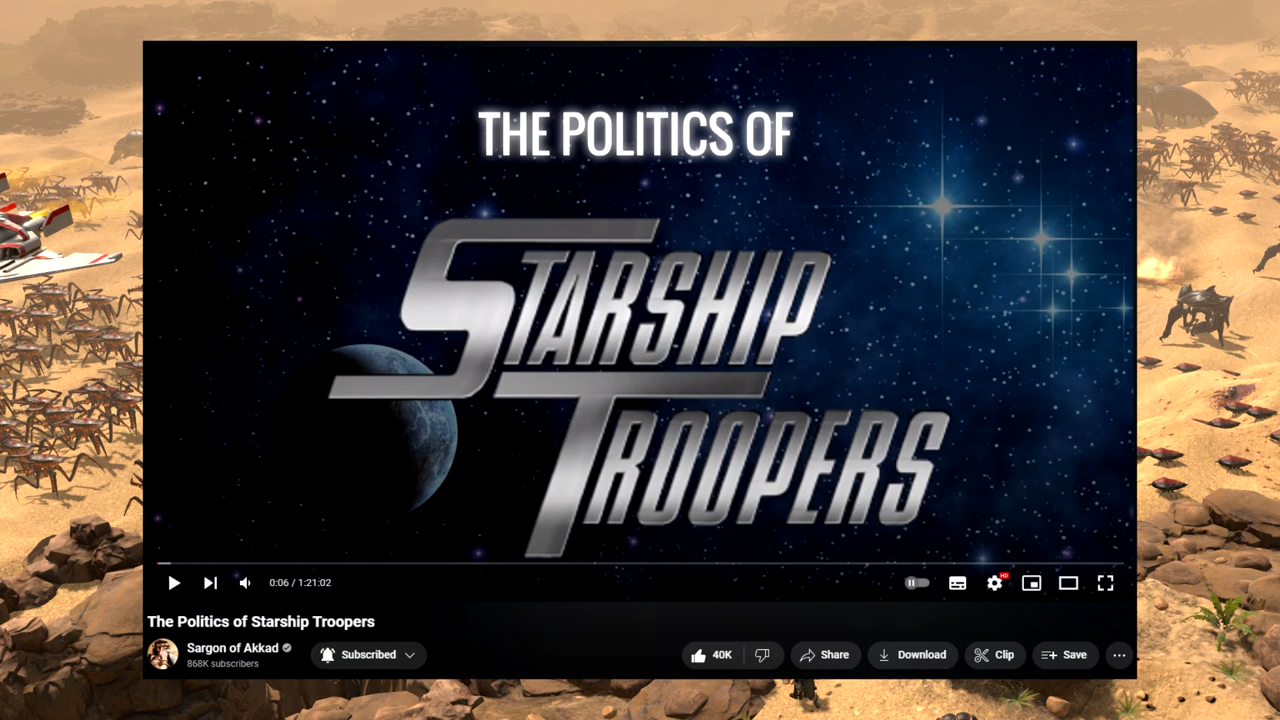 THE POLITICS OF
STARSHIP
TROOPERS
0:06 / 1:21:02
HD
The Politics of Starship Troopers
Sargon of Akkad
868K subscribers
Subscribed
40K
Share
Download
Clip
Save